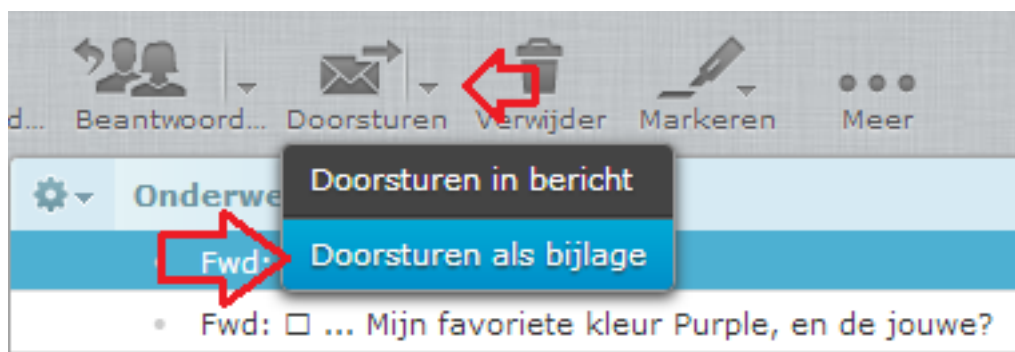 d... Beantwoord... Doorsturen Verwijder Markeren Meer
Doorsturen in bericht
Onderwe
Doorsturen als bijlage
Fwd:
Fwd: □ ... Mijn favoriete kleur Purple, en de jouwe?